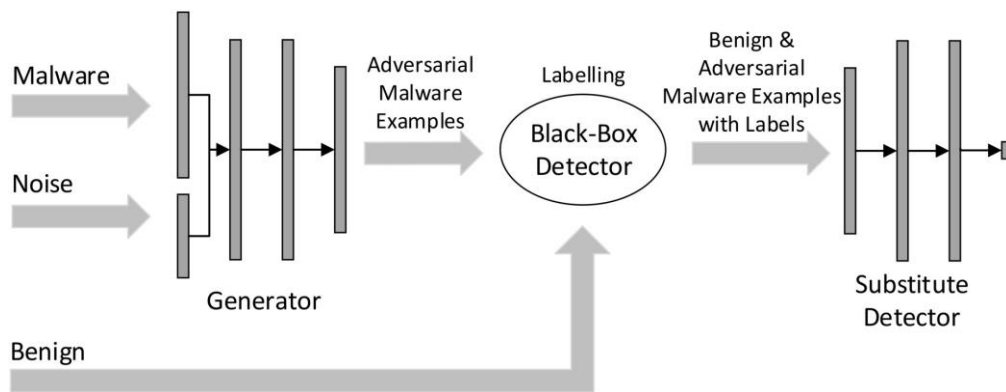 Malware
Noise
Generator
Adversarial
Malware
Examples
Labelling
Black-Box
Detector
Benign &
Adversarial
Malware Examples
with Labels
Substitute
Detector
Benign